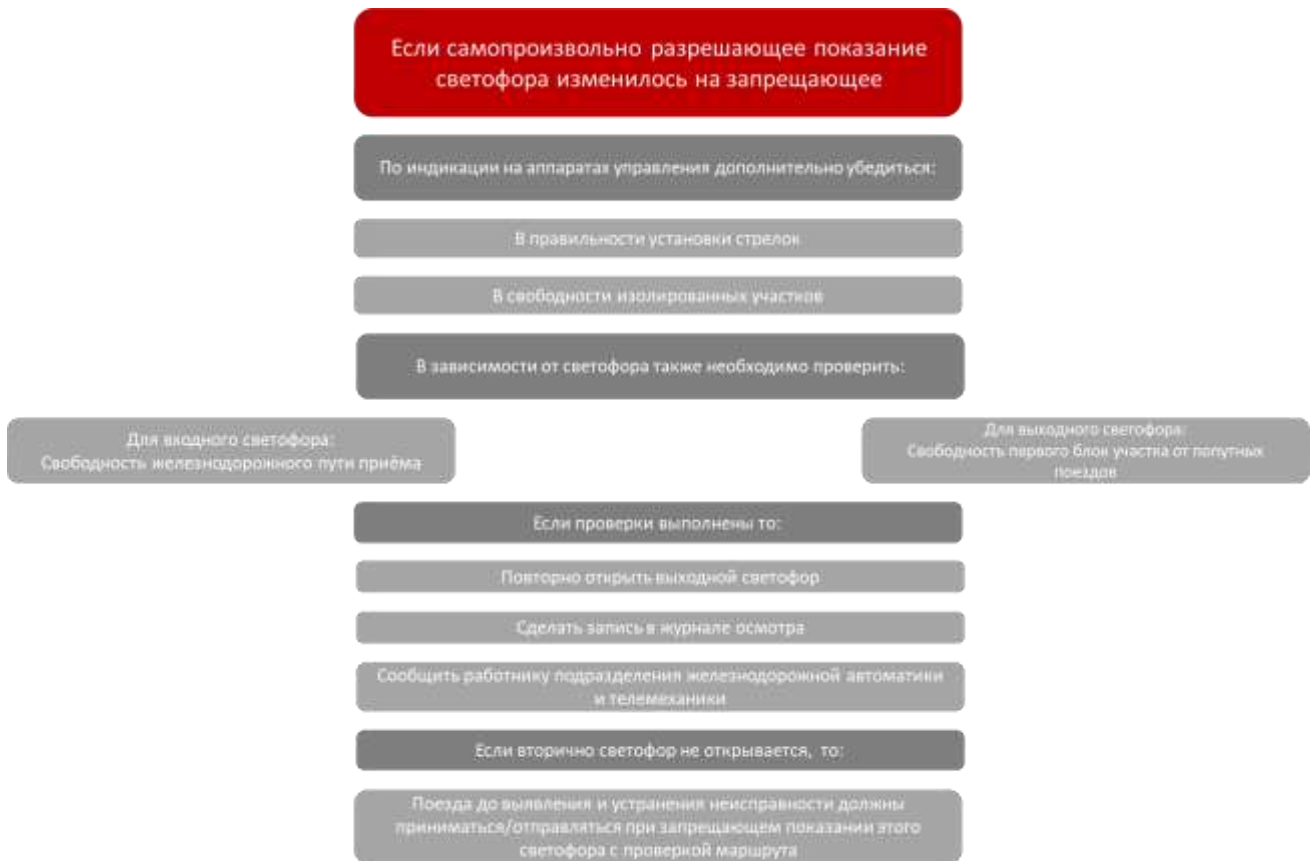 Если самопроизвольно разрешающее показание
светофора изменилось на запрещающее
По индикации на аппаратах управления дополнительно убедиться:
В правильности установки стрелок
В свободности изолированных участков
В зависимости от светофора также необходимо проверить:
Для входного светофора:
Свободность железнодорожного пути приёма
Для выходного светофора:
Свободность первого блок участка от попутных
поездов
Если проверки выполнены то:
Повторно открыть выходной светофор
Сделать запись в журнале осмотра
Сообщить работнику подразделения железнодорожной автоматики
и телемеханики
Если вторично светофор не открывается, то:
Поезда до выявления и устранения неисправности должны
приниматься/отправляться при запрещающем показании этого
светофора с проверкой маршрута